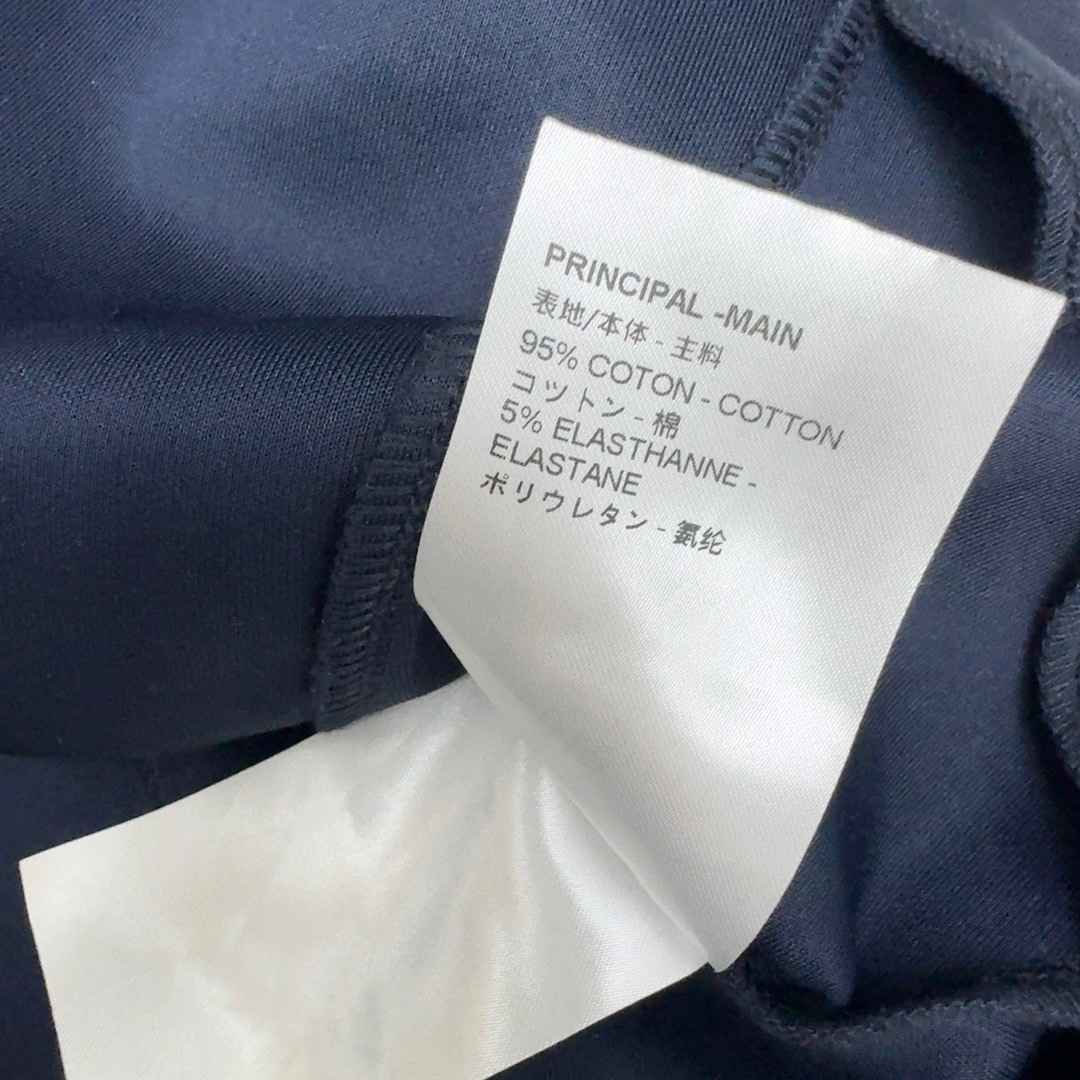 PRINCIPAL -MAIN
表地/本体 - 主料
95% COTON - COTTON
コットン - 棉
5% ELASTHANNE -
ELASTANE
ポリウレタン - 氨纶